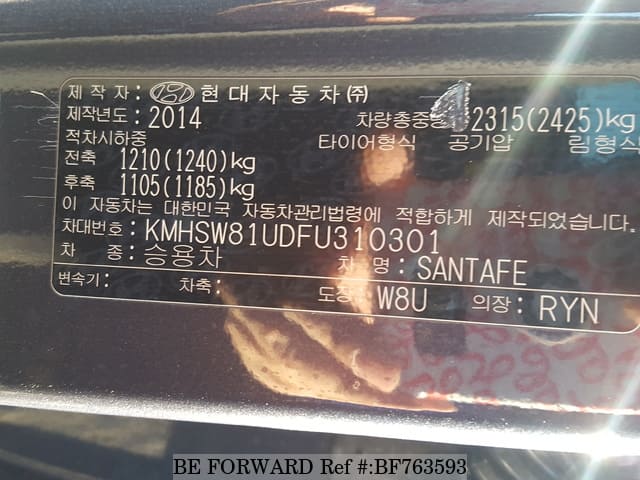 제 작 자: 현대자동차㈜
제작년도: 2014 차량총중량 2315(2425)kg
적차시하중 타이어형식 공기압 림형식
전축 1210(1240)kg
후축 1105(1185)kg
이 자동차는 대한민국 자동차관리법령에 적합하게 제작되었습니다.
차대번호: KMHSW81UDFU310301
차 종: 승용차 차 명: SANTAFE
변속기: 차축: 도장: W8U 의장: RYN
BE FORWARD Ref #:BF763593